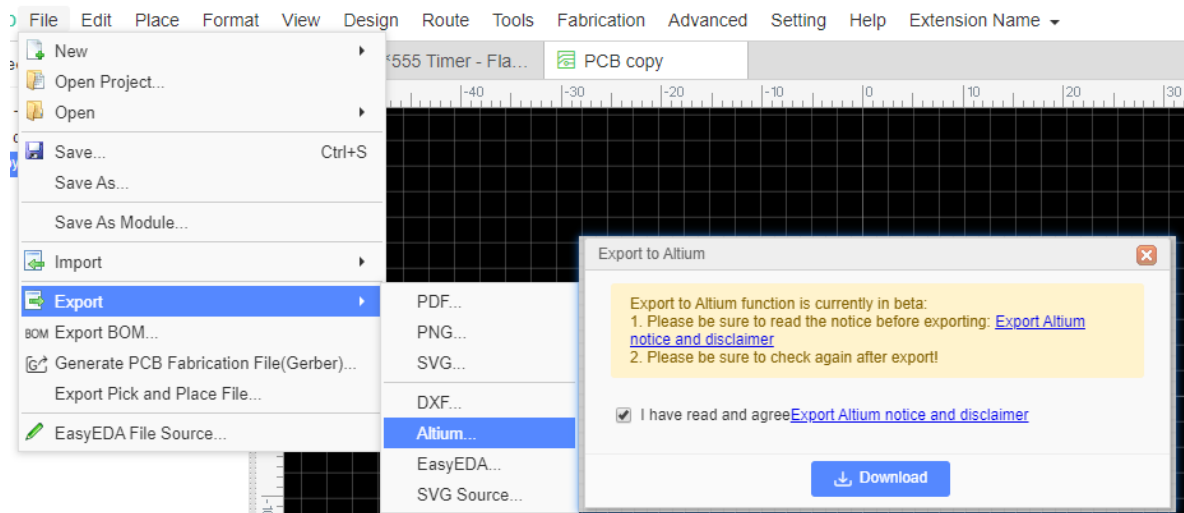 File Edit Place Format View Design Route Tools Fabrication Advanced Setting Help Extension Name
New
Open Project...
Open
Save... Ctrl+S
Save As...
Save As Module...
Import
Export
BOM Export BOM...
G Generate PCB Fabrication File(Gerber)...
Export Pick and Place File...
EasyEDA File Source...
*555 Timer - Fla... PCB copy
-40 -30 -20 -10 0 10 20 30
PDF...
PNG...
SVG...
DXF...
Altium...
EasyEDA...
SVG Source...
Export to Altium
Export to Altium function is currently in beta:
1. Please be sure to read the notice before exporting: Export Altium
notice and disclaimer
2. Please be sure to check again after export!
I have read and agreeExport Altium notice and disclaimer
Download